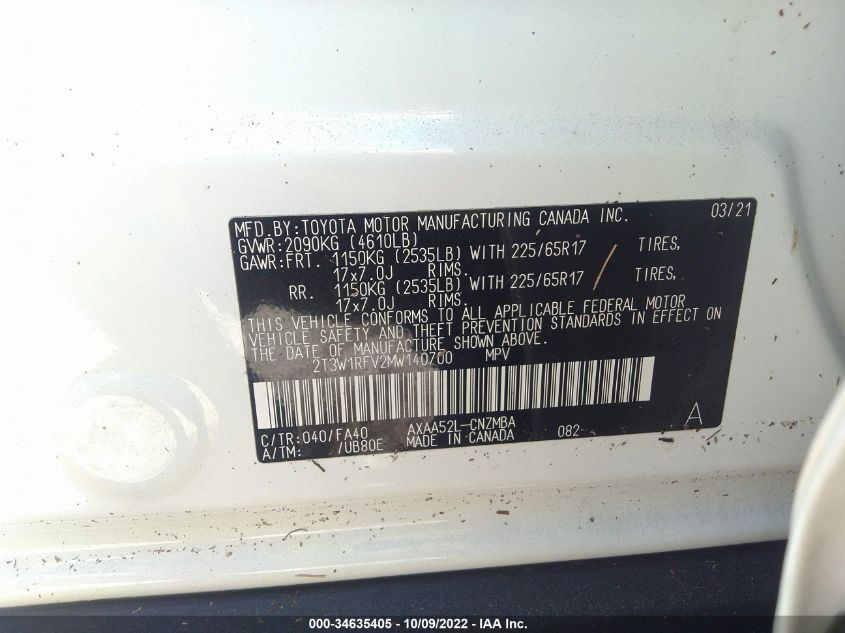 MFD.BY:TOYOTA MOTOR MANUFACTURING CANADA INC. 03/21
GVWR:2090KG (4610LB)
GAWR:FRT. 1150KG (2535LB) WITH 225/65R17 / TIRES,
17x7.0J RIMS.
RR. 1150KG (2535LB) WITH 225/65R17 / TIRES,
17x7.0J RIMS.
THIS VEHICLE CONFORMS TO ALL APPLICABLE FEDERAL MOTOR
VEHICLE SAFETY AND THEFT PREVENTION STANDARDS IN EFFECT ON
THE DATE OF MANUFACTURE SHOWN ABOVE.
2T3W1RFV2MW140700 MPV
C/TR:040/FA40 AXAA52L-CNZMBA A
A/TM: /UB80E MADE IN CANADA 082
000-34635405 - 10/09/2022 - IAA Inc.